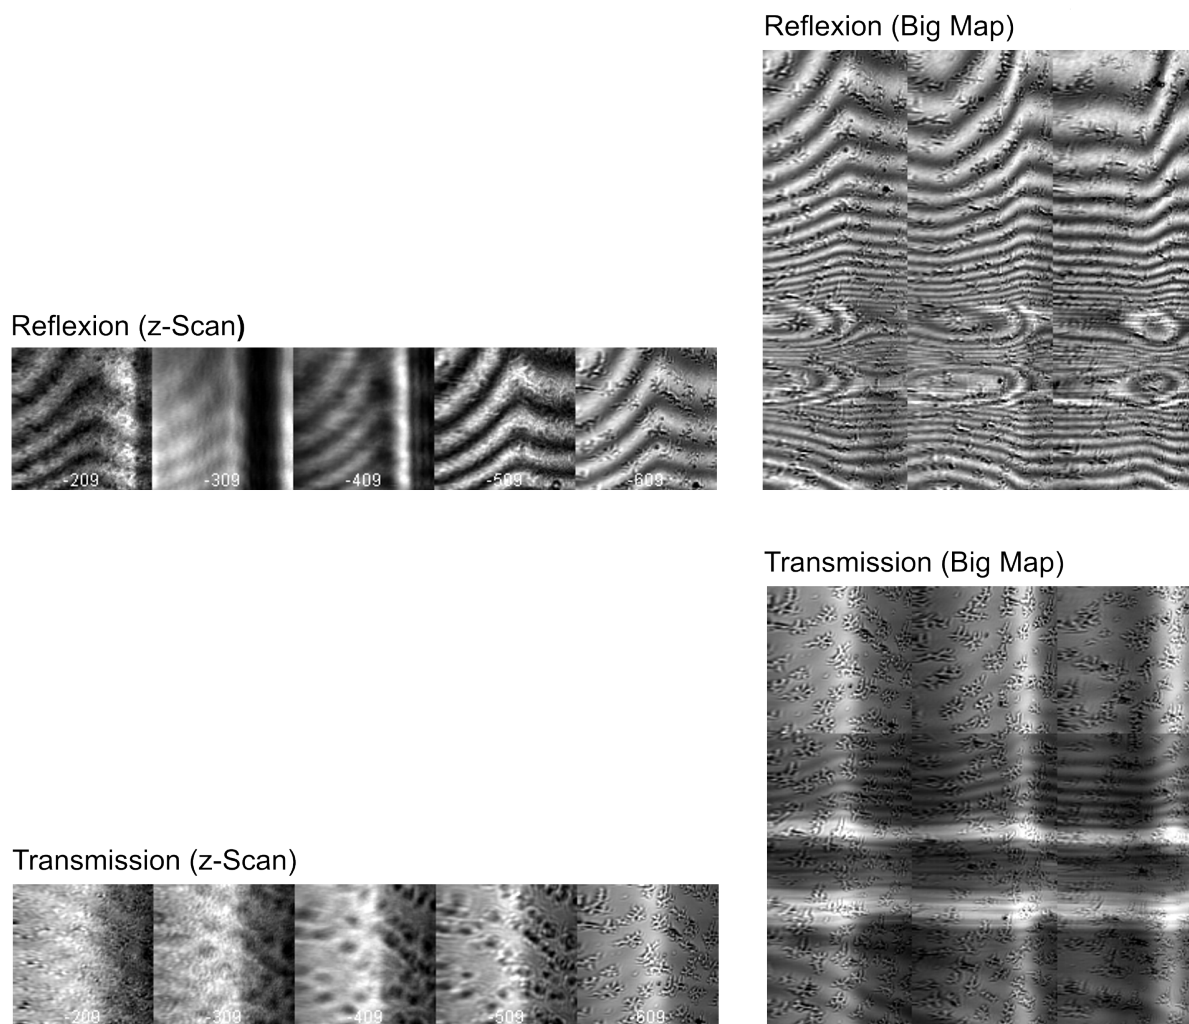 Reflexion (Big Map)
Reflexion (z-Scan)
-209 -309 -409 -509 -609
Transmission (Big Map)
Transmission (z-Scan)
-209 -309 -409 -509 -609